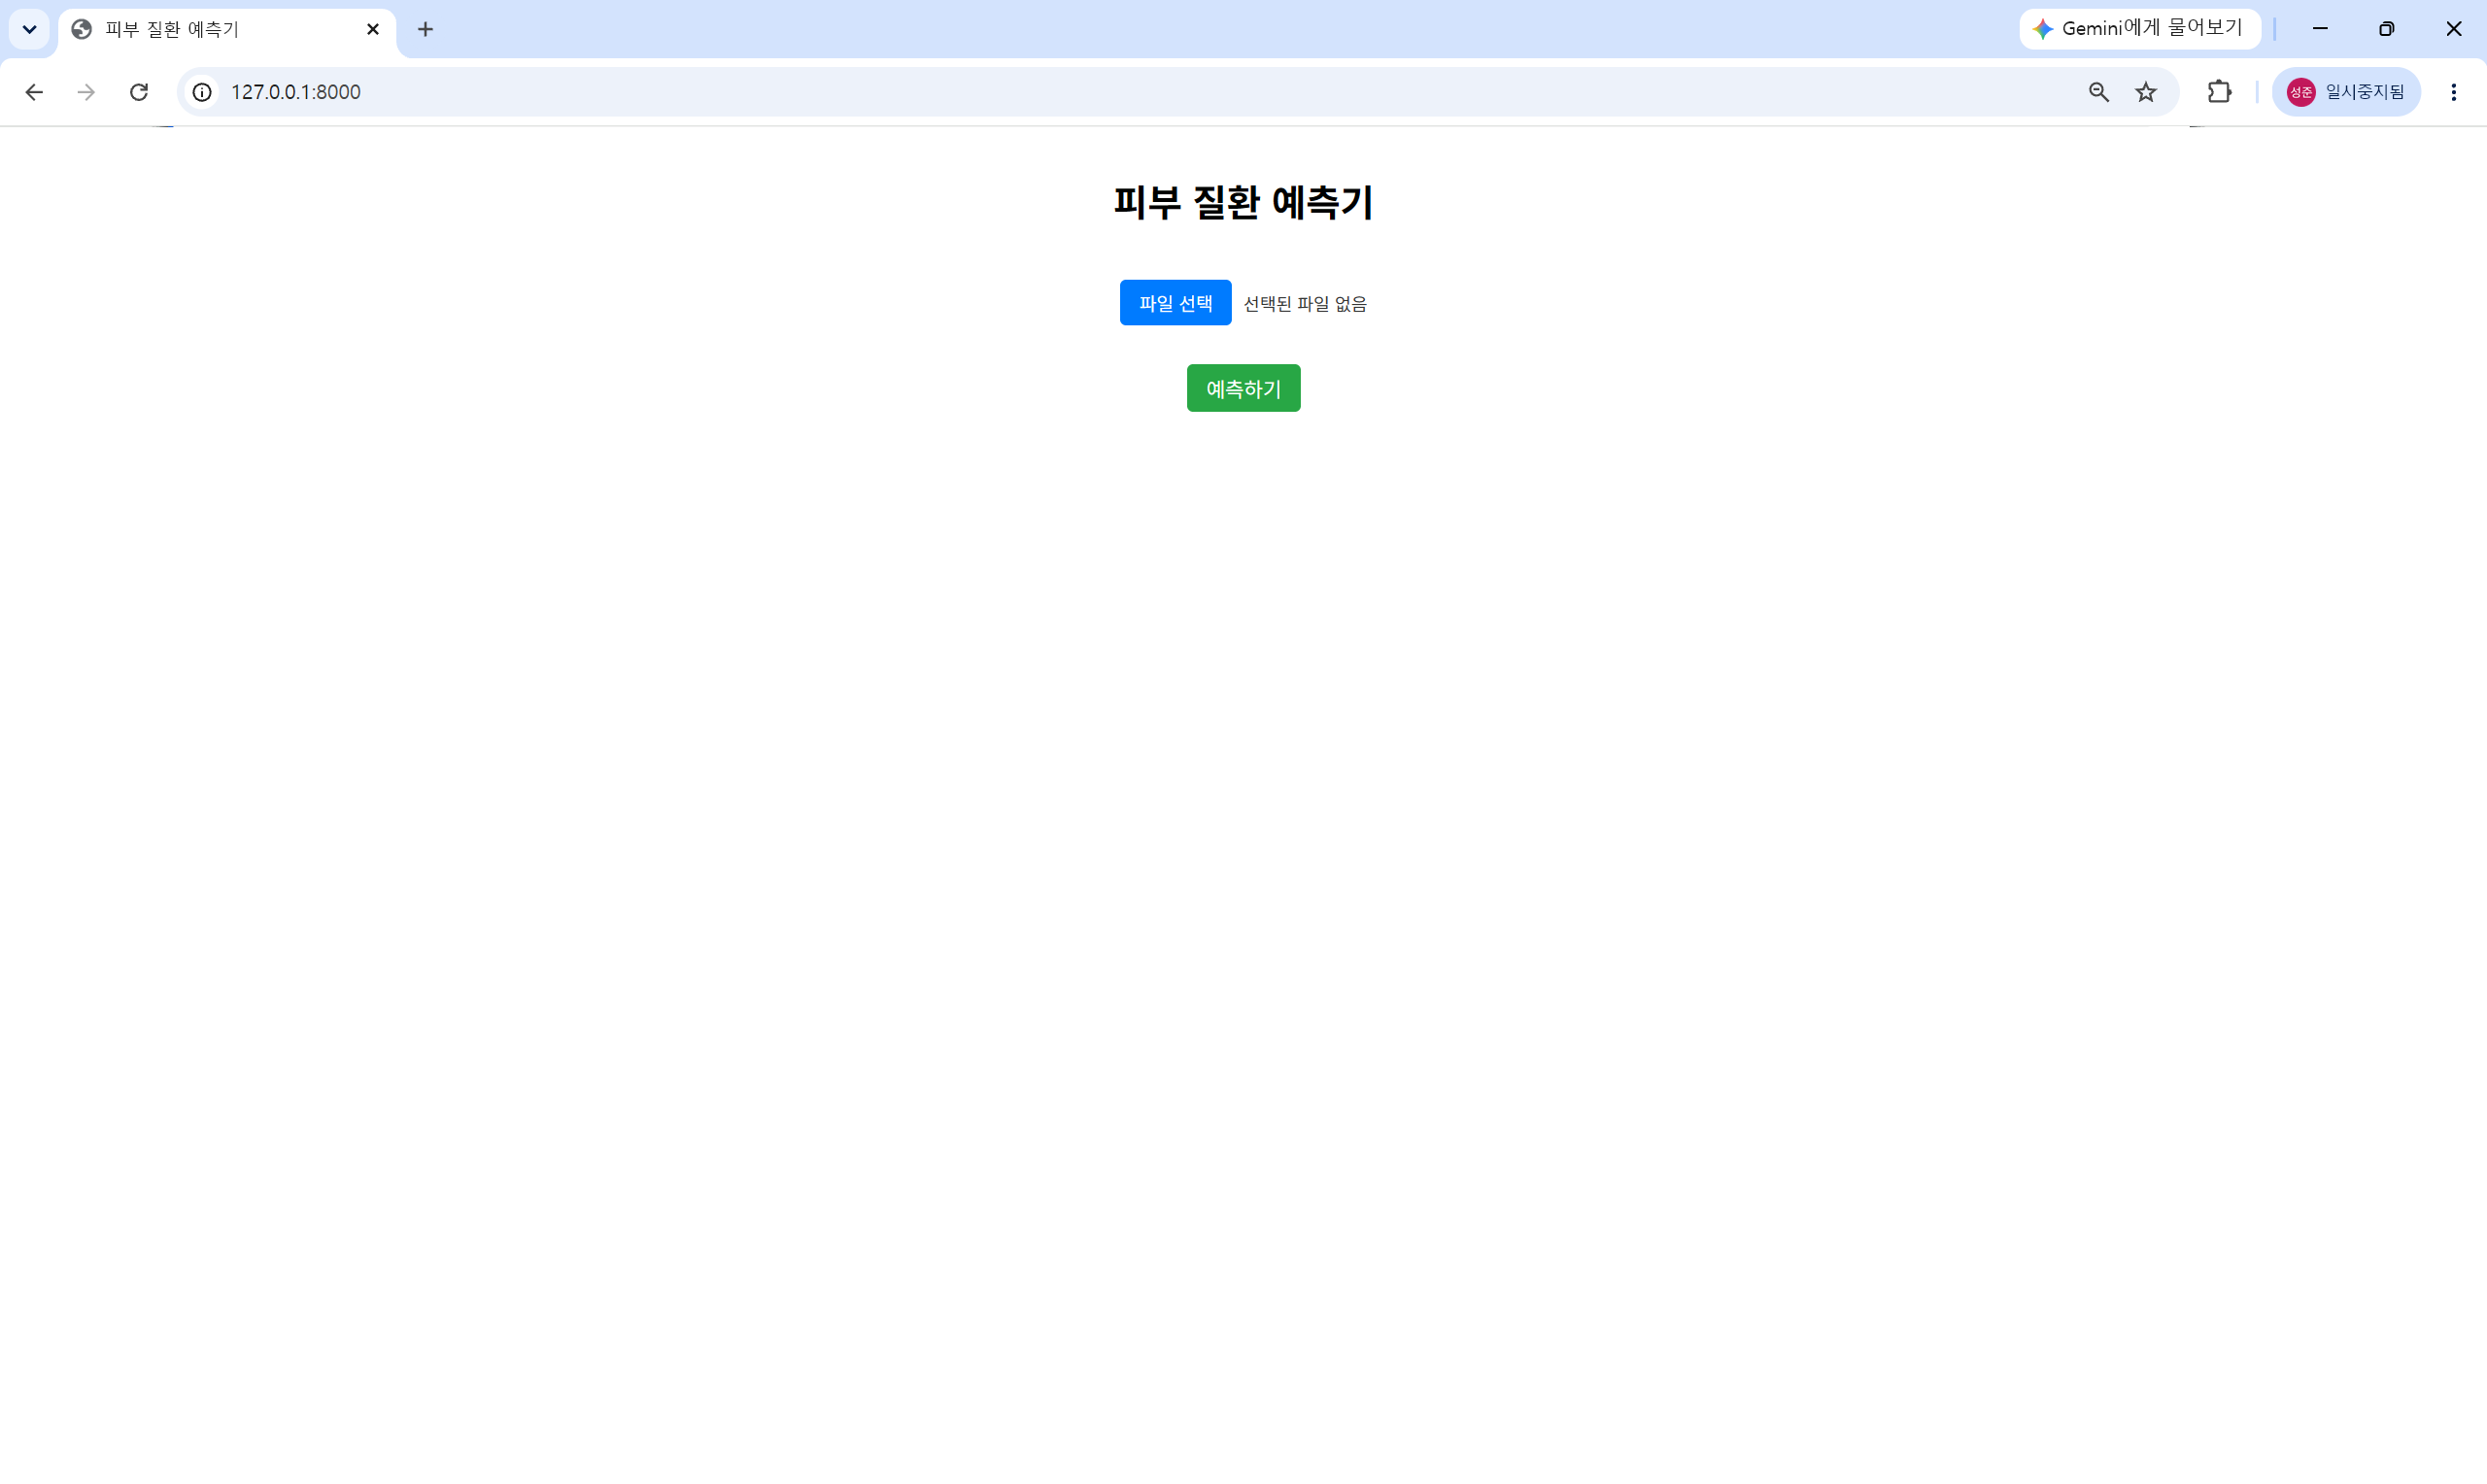 피부 질환 예측기
Gemini에게 물어보기
127.0.0.1:8000
성준 일시중지됨
피부 질환 예측기
파일 선택 선택된 파일 없음
예측하기